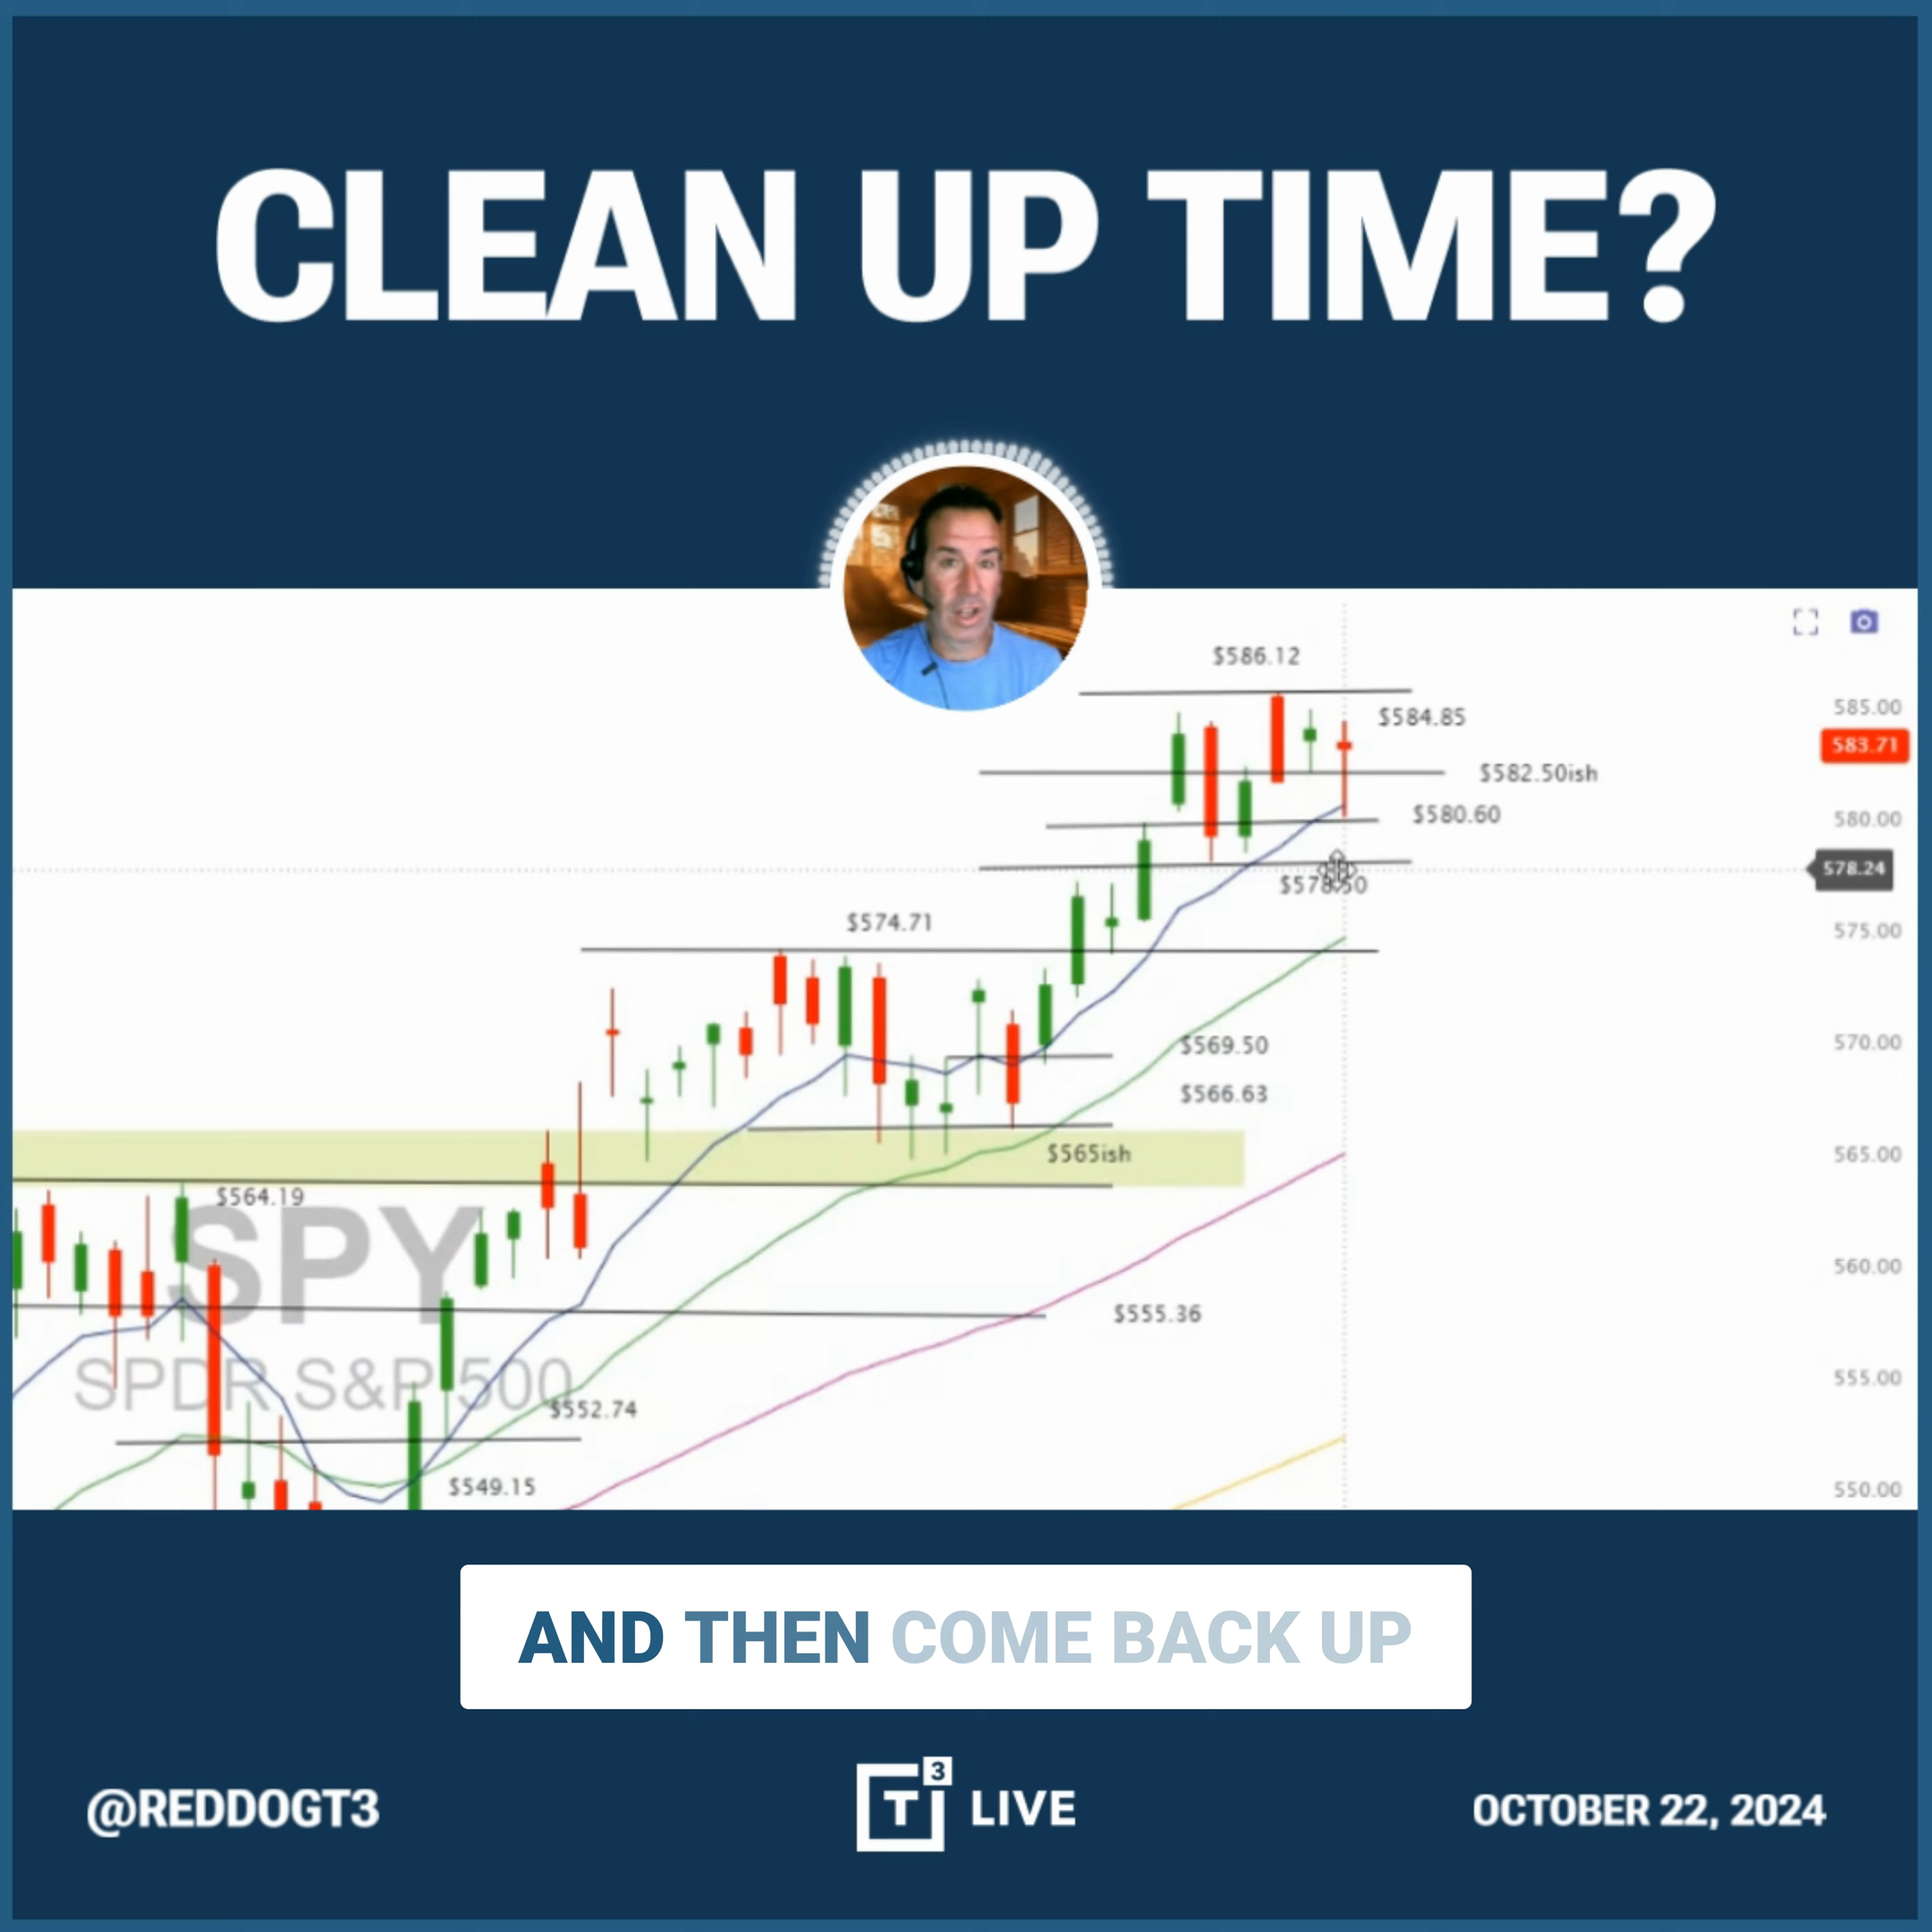 CLEAN UP TIME?
$586.12
585.00
$584.85
583.71
$582.50ish
$580.60
580.00
578.24
$578.50
$574.71
575.00
$569.50
570.00
$566.63
$565ish
565.00
$564.19
SPY
560.00
$555.36
SPDR S&P 500
555.00
$552.74
$549.15
550.00
AND THEN COME BACK UP
@REDDOGT3
T3 LIVE
OCTOBER 22, 2024